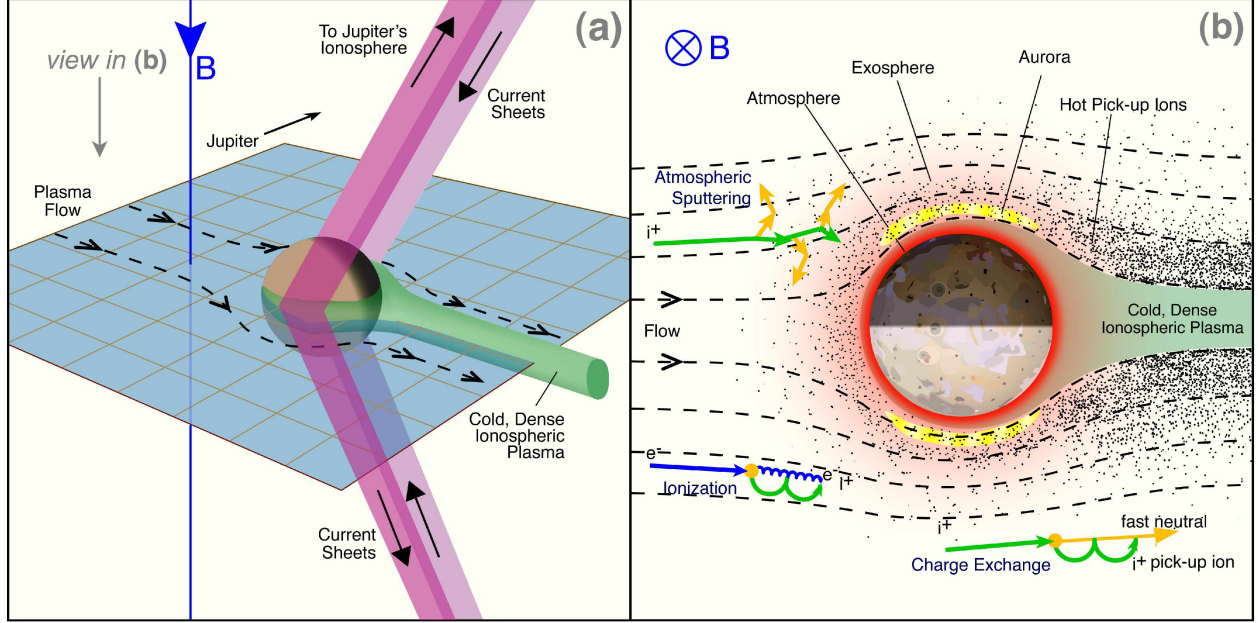 (a)
To Jupiter's
Ionosphere
view in (b)
B
Current
Sheets
Jupiter
Plasma
Flow
Cold, Dense
Ionospheric
Plasma
Current
Sheets
(b)
B
Aurora
Exosphere
Atmosphere
Hot Pick-up Ions
Atmospheric
Sputtering
i+
Flow
Cold, Dense
Ionospheric Plasma
e-
Ionization
e-
i+
i+
fast neutral
Charge Exchange
i+ pick-up ion